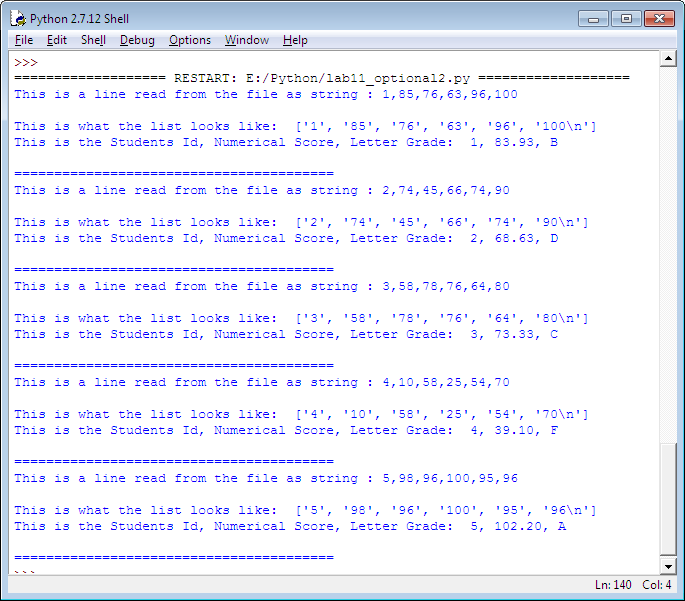 Python 2.7.12 Shell
File Edit Shell Debug Options Window Help
>>>
=================== RESTART: E:/Python/lab11_optional2.py ===================
This is a line read from the file as string : 1,85,76,63,96,100
This is what the list looks like:  ['1', '85', '76', '63', '96', '100\n']
This is the Students Id, Numerical Score, Letter Grade:  1, 83.93, B
========================================
This is a line read from the file as string : 2,74,45,66,74,90
This is what the list looks like:  ['2', '74', '45', '66', '74', '90\n']
This is the Students Id, Numerical Score, Letter Grade:  2, 68.63, D
========================================
This is a line read from the file as string : 3,58,78,76,64,80
This is what the list looks like:  ['3', '58', '78', '76', '64', '80\n']
This is the Students Id, Numerical Score, Letter Grade:  3, 73.33, C
========================================
This is a line read from the file as string : 4,10,58,25,54,70
This is what the list looks like:  ['4', '10', '58', '25', '54', '70\n']
This is the Students Id, Numerical Score, Letter Grade:  4, 39.10, F
========================================
This is a line read from the file as string : 5,98,96,100,95,96
This is what the list looks like:  ['5', '98', '96', '100', '95', '96\n']
This is the Students Id, Numerical Score, Letter Grade:  5, 102.20, A
========================================
>>>
Ln: 140 Col: 4